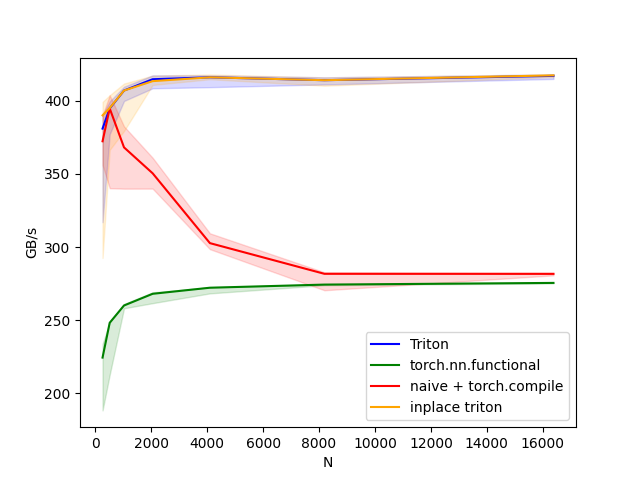 GB/s
400
350
300
250
200
0 2000 4000 6000 8000 10000 12000 14000 16000
N
Triton
torch.nn.functional
naive + torch.compile
inplace triton